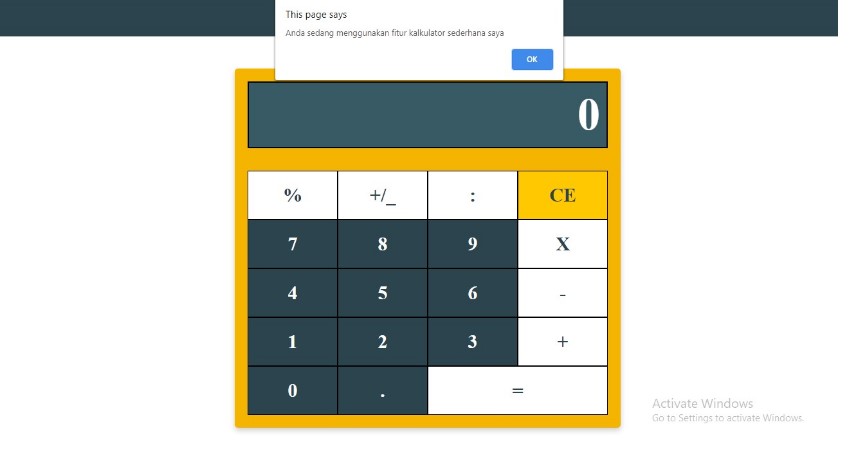 This page says
Anda sedang menggunakan fitur kalkulator sederhana saya
OK
0
% +/_ : CE
7 8 9 X
4 5 6 -
1 2 3 +
0 . =
Activate Windows
Go to Settings to activate Windows.